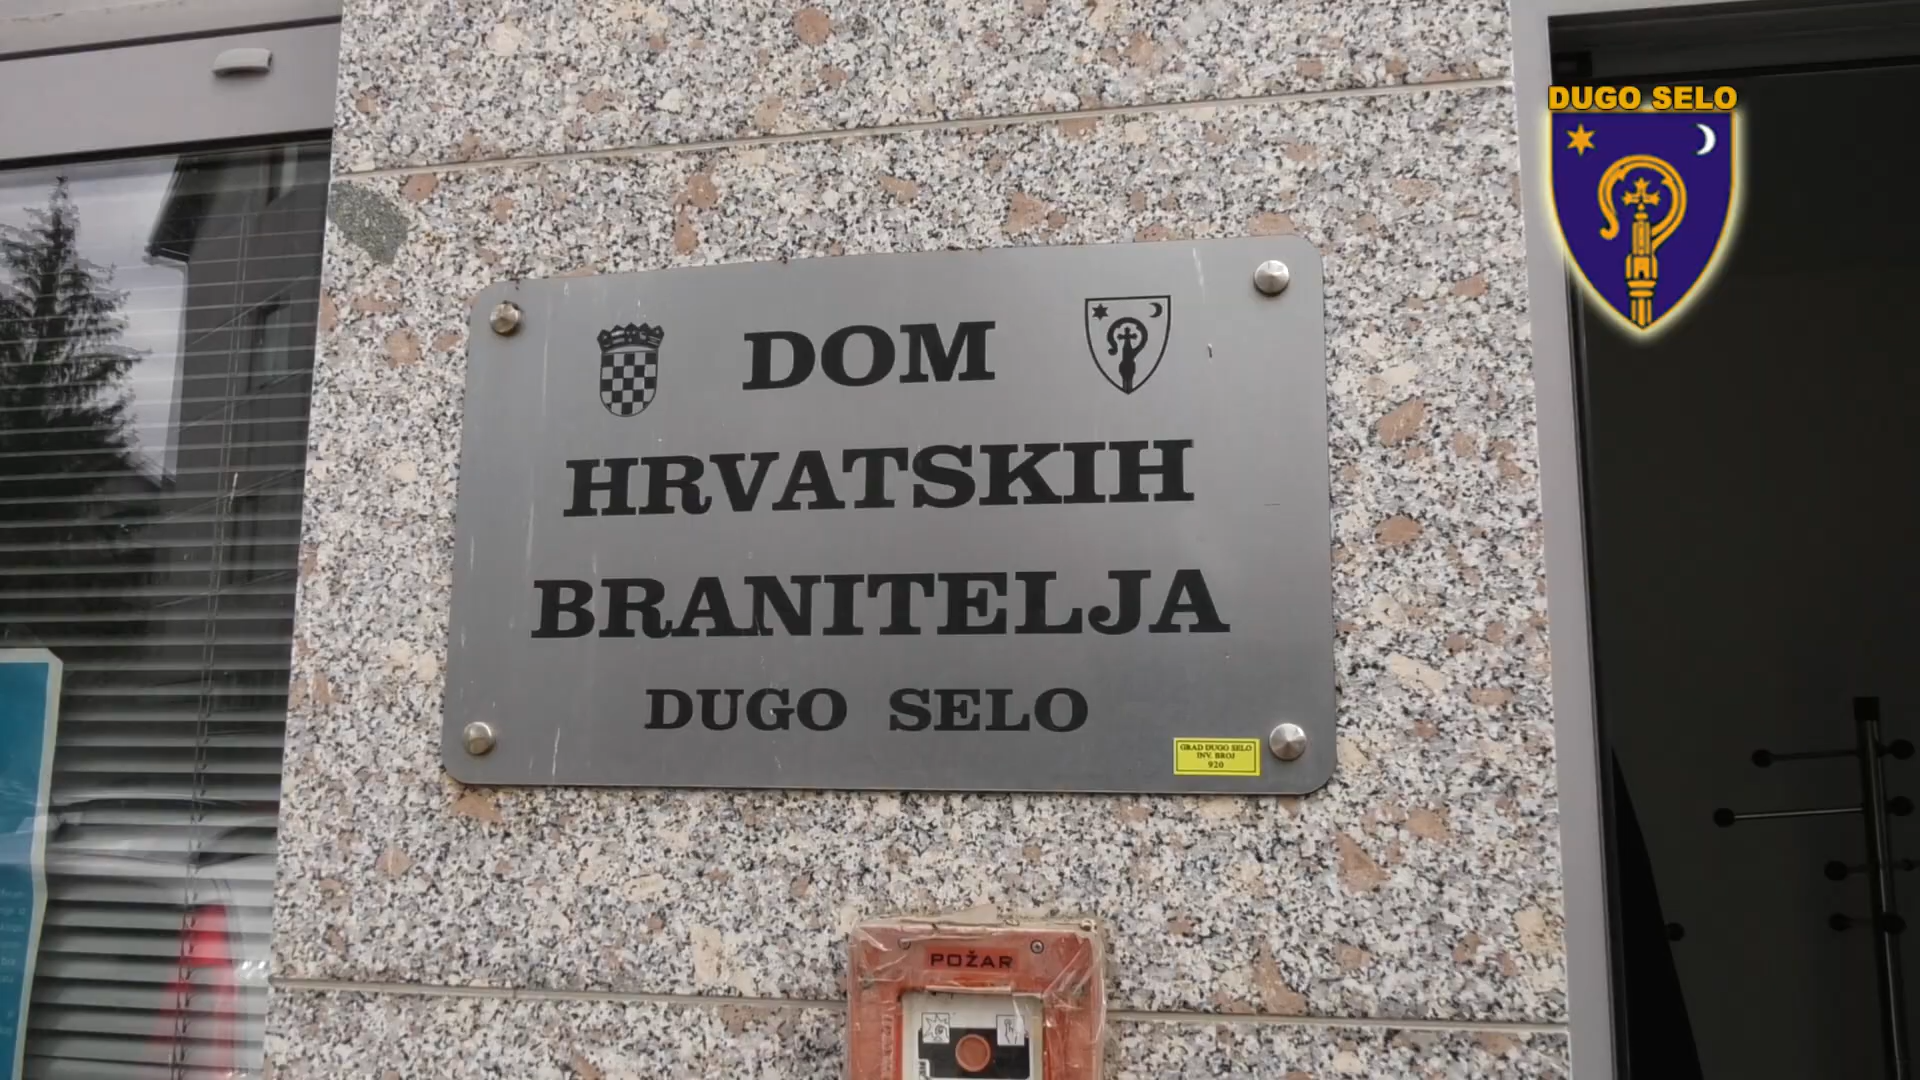 DUGO SELO
DOM
HRVATSKIH
BRANITELJA
DUGO SELO
GRAD DUGO SELO
INV. BROJ
920
POŽAR